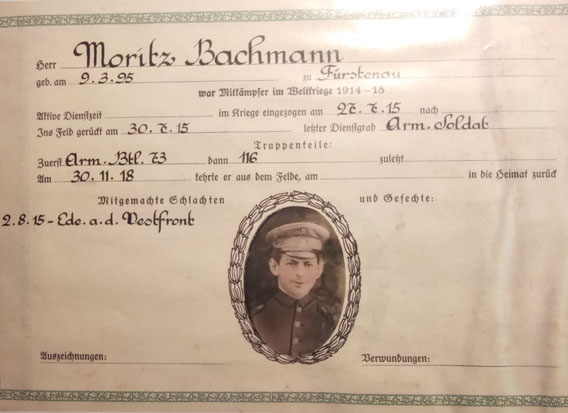 Herr Moritz Bachmann
geb. am 9.3.95 zu Fürstenau
war Mitkämpfer im Weltkriege 1914–18
Aktive Dienstzeit im Kriege eingezogen am 27.7.15 nach
Ins Feld gerückt am 30.7.15 letzter Dienstgrad Arm. Soldat
Truppenteile:
Zuerst Arm. Btl. 73 dann 116 zuletzt
Am 30.11.18 kehrte er aus dem Felde, am in die Heimat zurück
Mitgemachte Schlachten und Gefechte:
2.8.15 – Ede. a. d. Westfront
Auszeichnungen: Verwundungen: